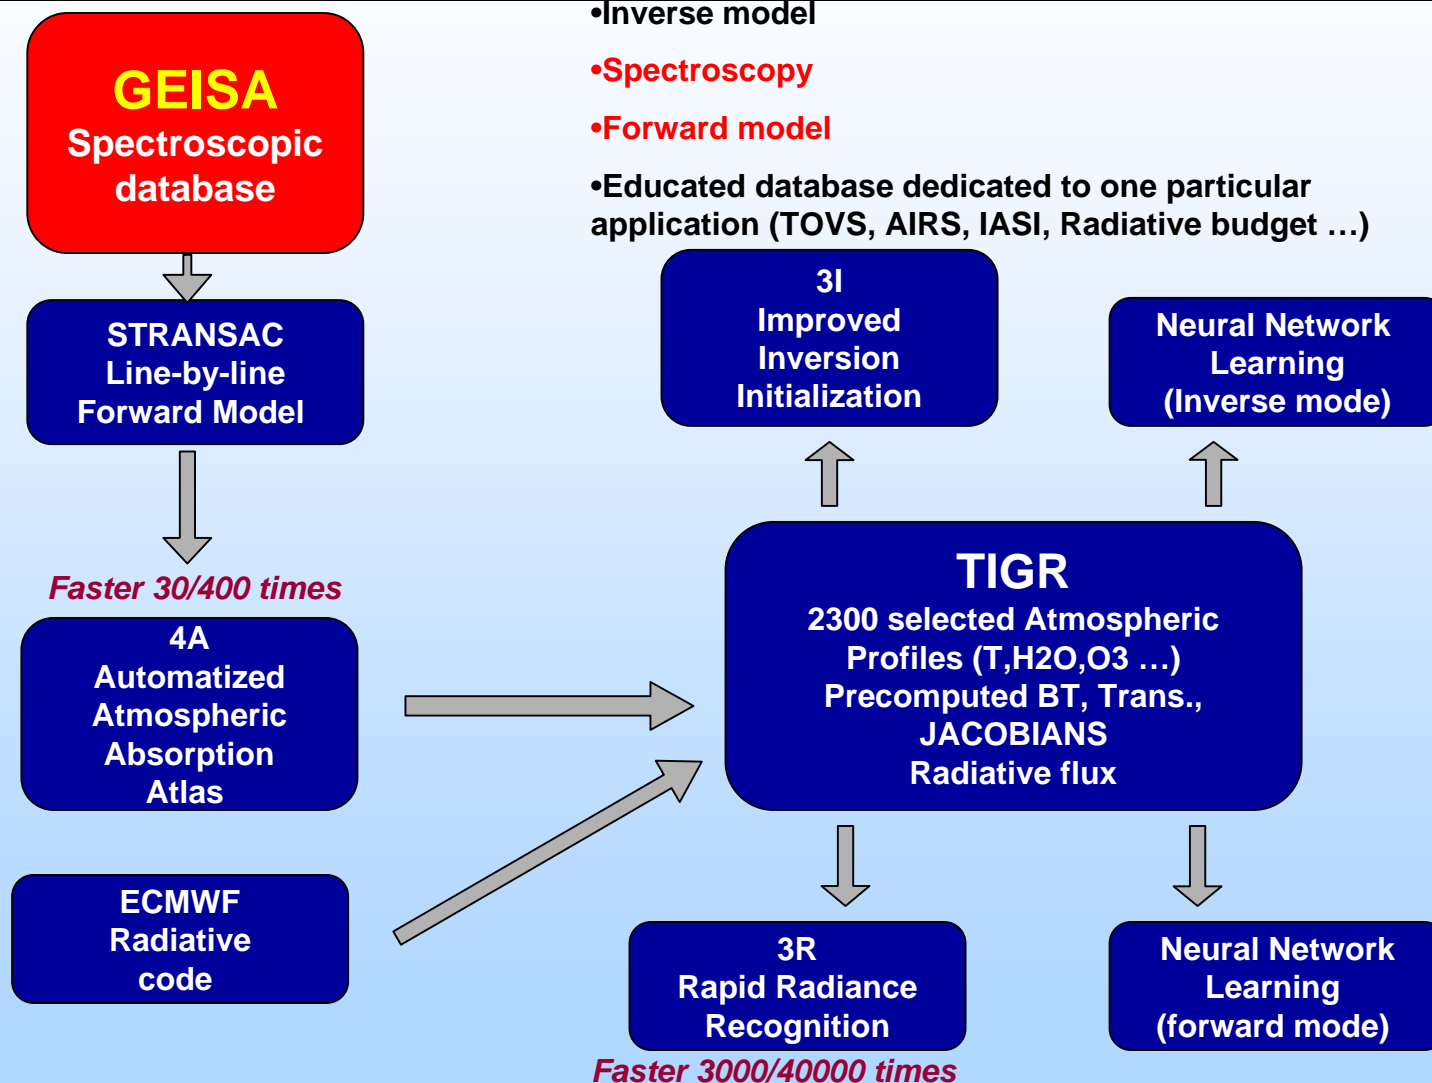 •Inverse model
•Spectroscopy
•Forward model
•Educated database dedicated to one particular
application (TOVS, AIRS, IASI, Radiative budget …)
GEISA
Spectroscopic
database
STRANSAC
Line-by-line
Forward Model
Faster 30/400 times
4A
Automatized
Atmospheric
Absorption
Atlas
ECMWF
Radiative
code
3I
Improved
Inversion
Initialization
Neural Network
Learning
(Inverse mode)
TIGR
2300 selected Atmospheric
Profiles (T,H2O,O3 …)
Precomputed BT, Trans.,
JACOBIANS
Radiative flux
3R
Rapid Radiance
Recognition
Faster 3000/40000 times
Neural Network
Learning
(forward mode)